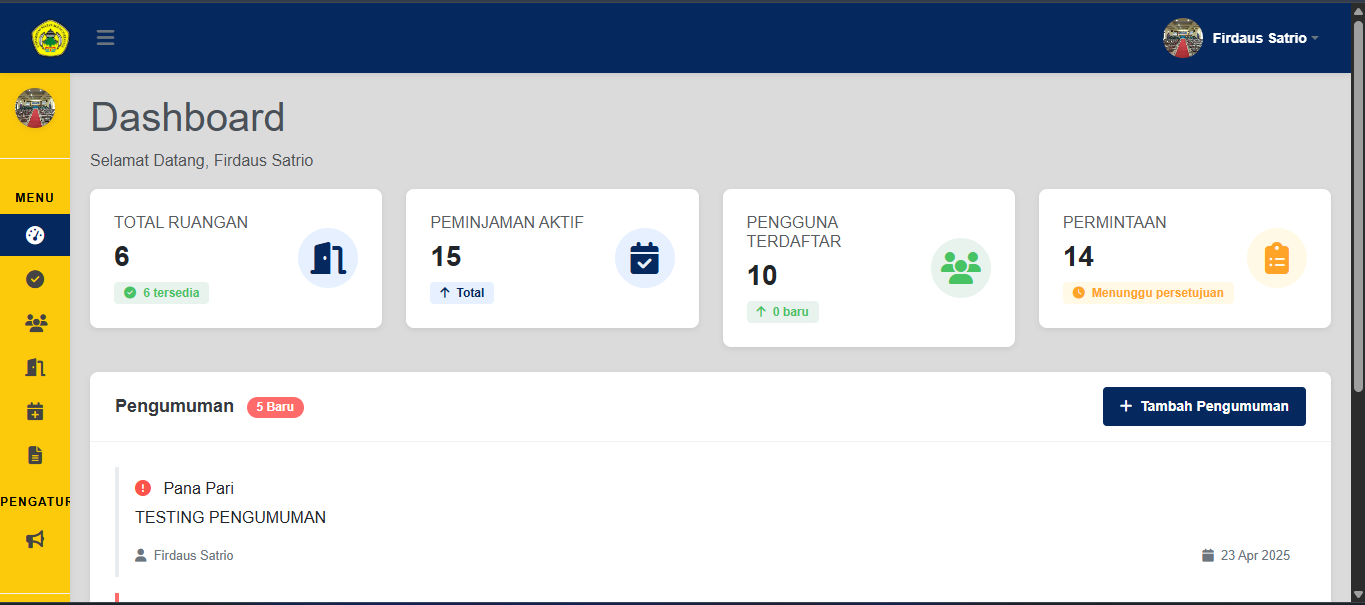 Firdaus Satrio
MENU
PENGATUR
Dashboard
Selamat Datang, Firdaus Satrio
TOTAL RUANGAN
6
6 tersedia
PEMINJAMAN AKTIF
15
Total
PENGGUNA
TERDAFTAR
10
0 baru
PERMINTAAN
14
Menunggu persetujuan
Pengumuman 5 Baru
Tambah Pengumuman
Pana Pari
TESTING PENGUMUMAN
Firdaus Satrio
23 Apr 2025